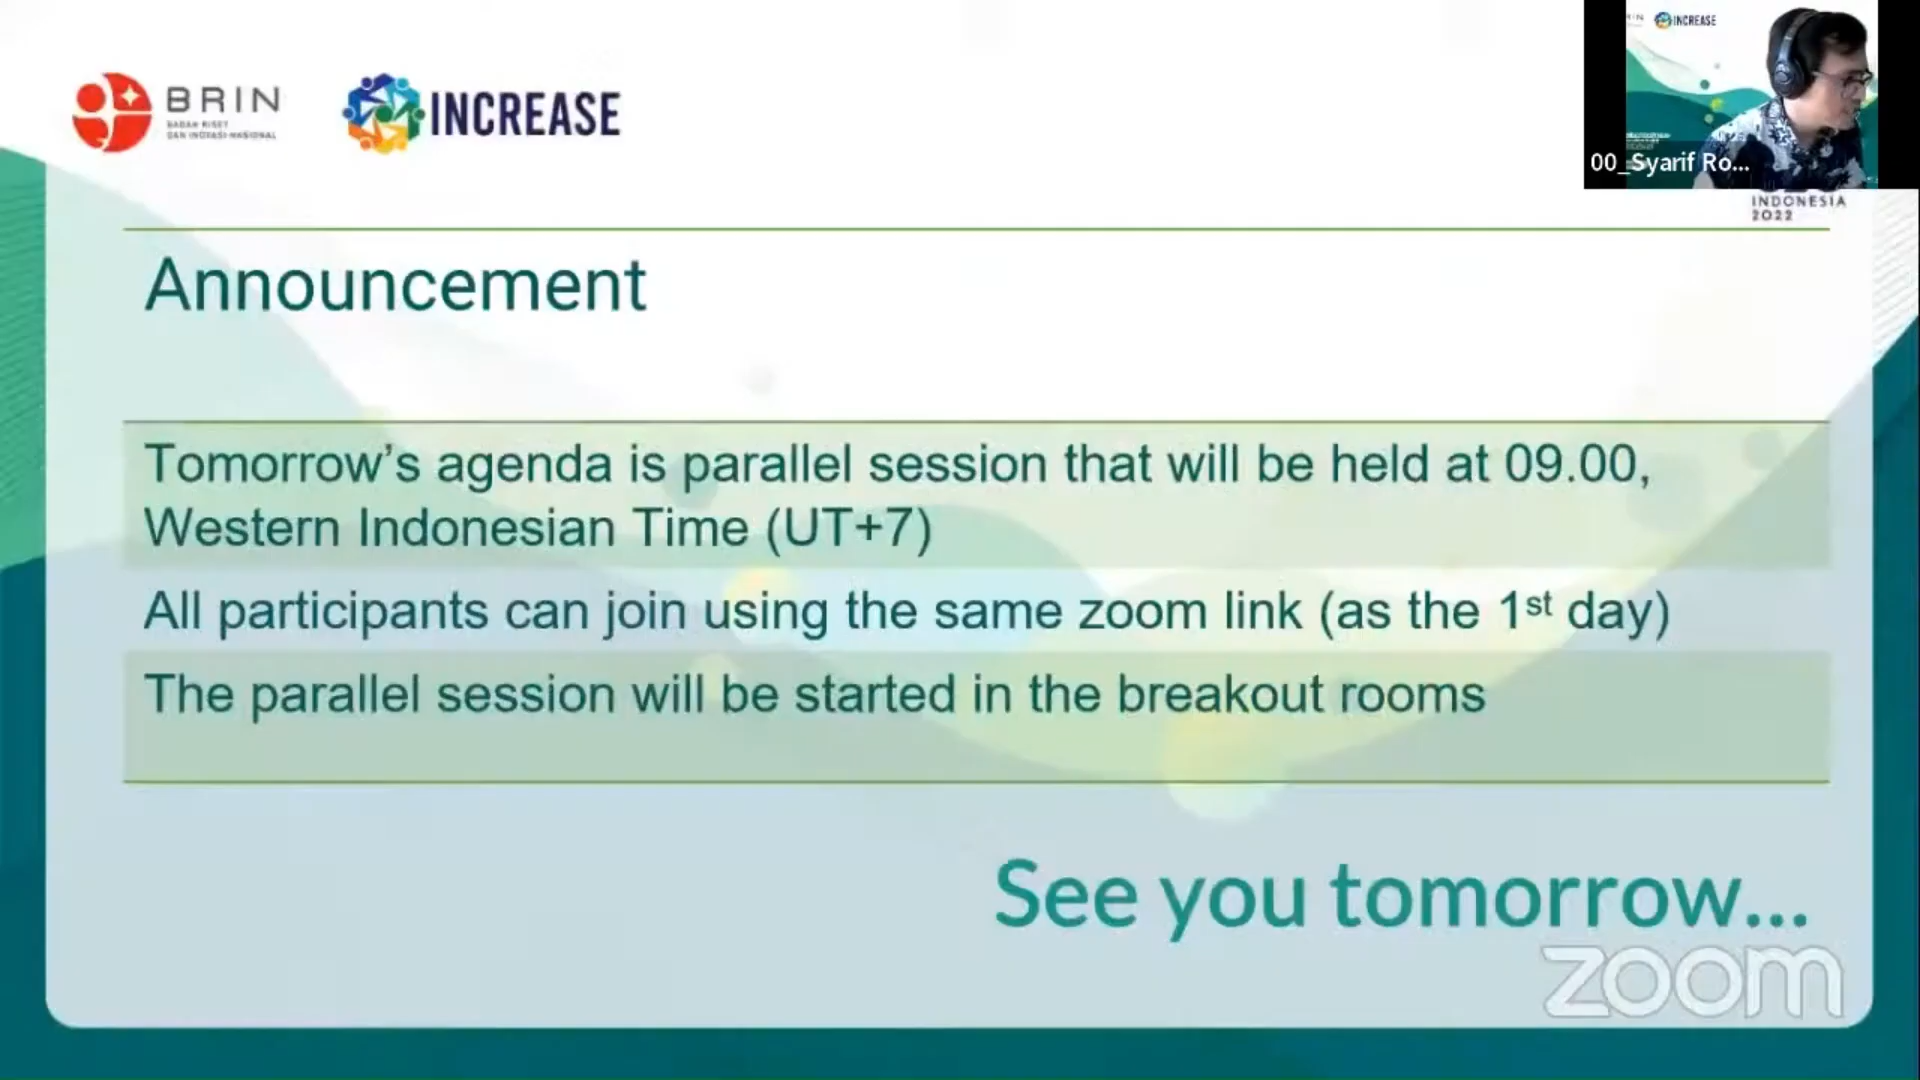 BRIN
BADAN RISET
DAN INOVASI NASIONAL
INCREASE
INCREASE
00_Syarif Ro...
INDONESIA
2022
Announcement
Tomorrow's agenda is parallel session that will be held at 09.00,
Western Indonesian Time (UT+7)
All participants can join using the same zoom link (as the 1st day)
The parallel session will be started in the breakout rooms
See you tomorrow...
zoom